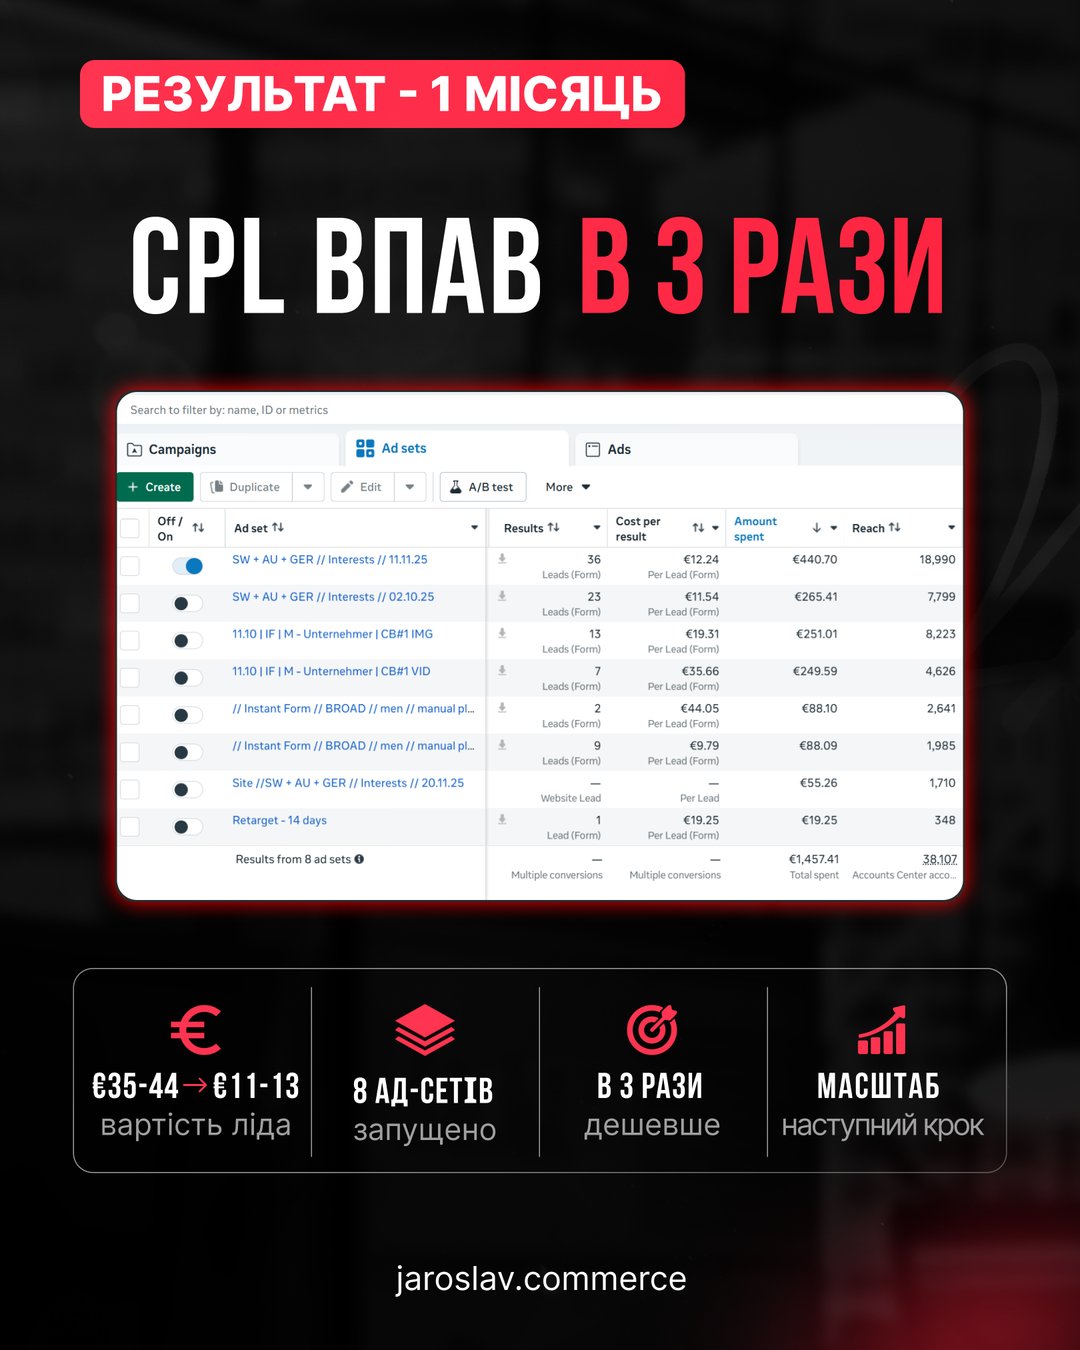 РЕЗУЛЬТАТ - 1 МІСЯЦЬ
CPL ВПАВ В 3 РАЗИ
Search to filter by: name, ID or metrics
Campaigns Ad sets Ads
+ Create Duplicate Edit A/B test More
Off / On Ad set Results Cost per result Amount spent Reach
SW + AU + GER // Interests // 11.11.25 36 €12.24 €440.70 18,990
Leads (Form) Per Lead (Form)
SW + AU + GER // Interests // 02.10.25 23 €11.54 €265.41 7,799
Leads (Form) Per Lead (Form)
11.10 | IF | M - Unternehmer | CB#1 IMG 13 €19.31 €251.01 8,223
Leads (Form) Per Lead (Form)
11.10 | IF | M - Unternehmer | CB#1 VID 7 €35.66 €249.59 4,626
Leads (Form) Per Lead (Form)
// Instant Form // BROAD // men // manual pl... 2 €44.05 €88.10 2,641
Leads (Form) Per Lead (Form)
// Instant Form // BROAD // men // manual pl... 9 €9.79 €88.09 1,985
Leads (Form) Per Lead (Form)
Site //SW + AU + GER // Interests // 20.11.25 — — €55.26 1,710
Website Lead Per Lead
Retarget - 14 days 1 €19.25 €19.25 348
Lead (Form) Per Lead (Form)
Results from 8 ad sets — — €1,457.41 38,107
Multiple conversions Multiple conversions Total spent Accounts Center acco...
€35-44→€11-13
вартість ліда
8 АД-СЕТІВ
запущено
В 3 РАЗИ
дешевше
МАСШТАБ
наступний крок
jaroslav.commerce